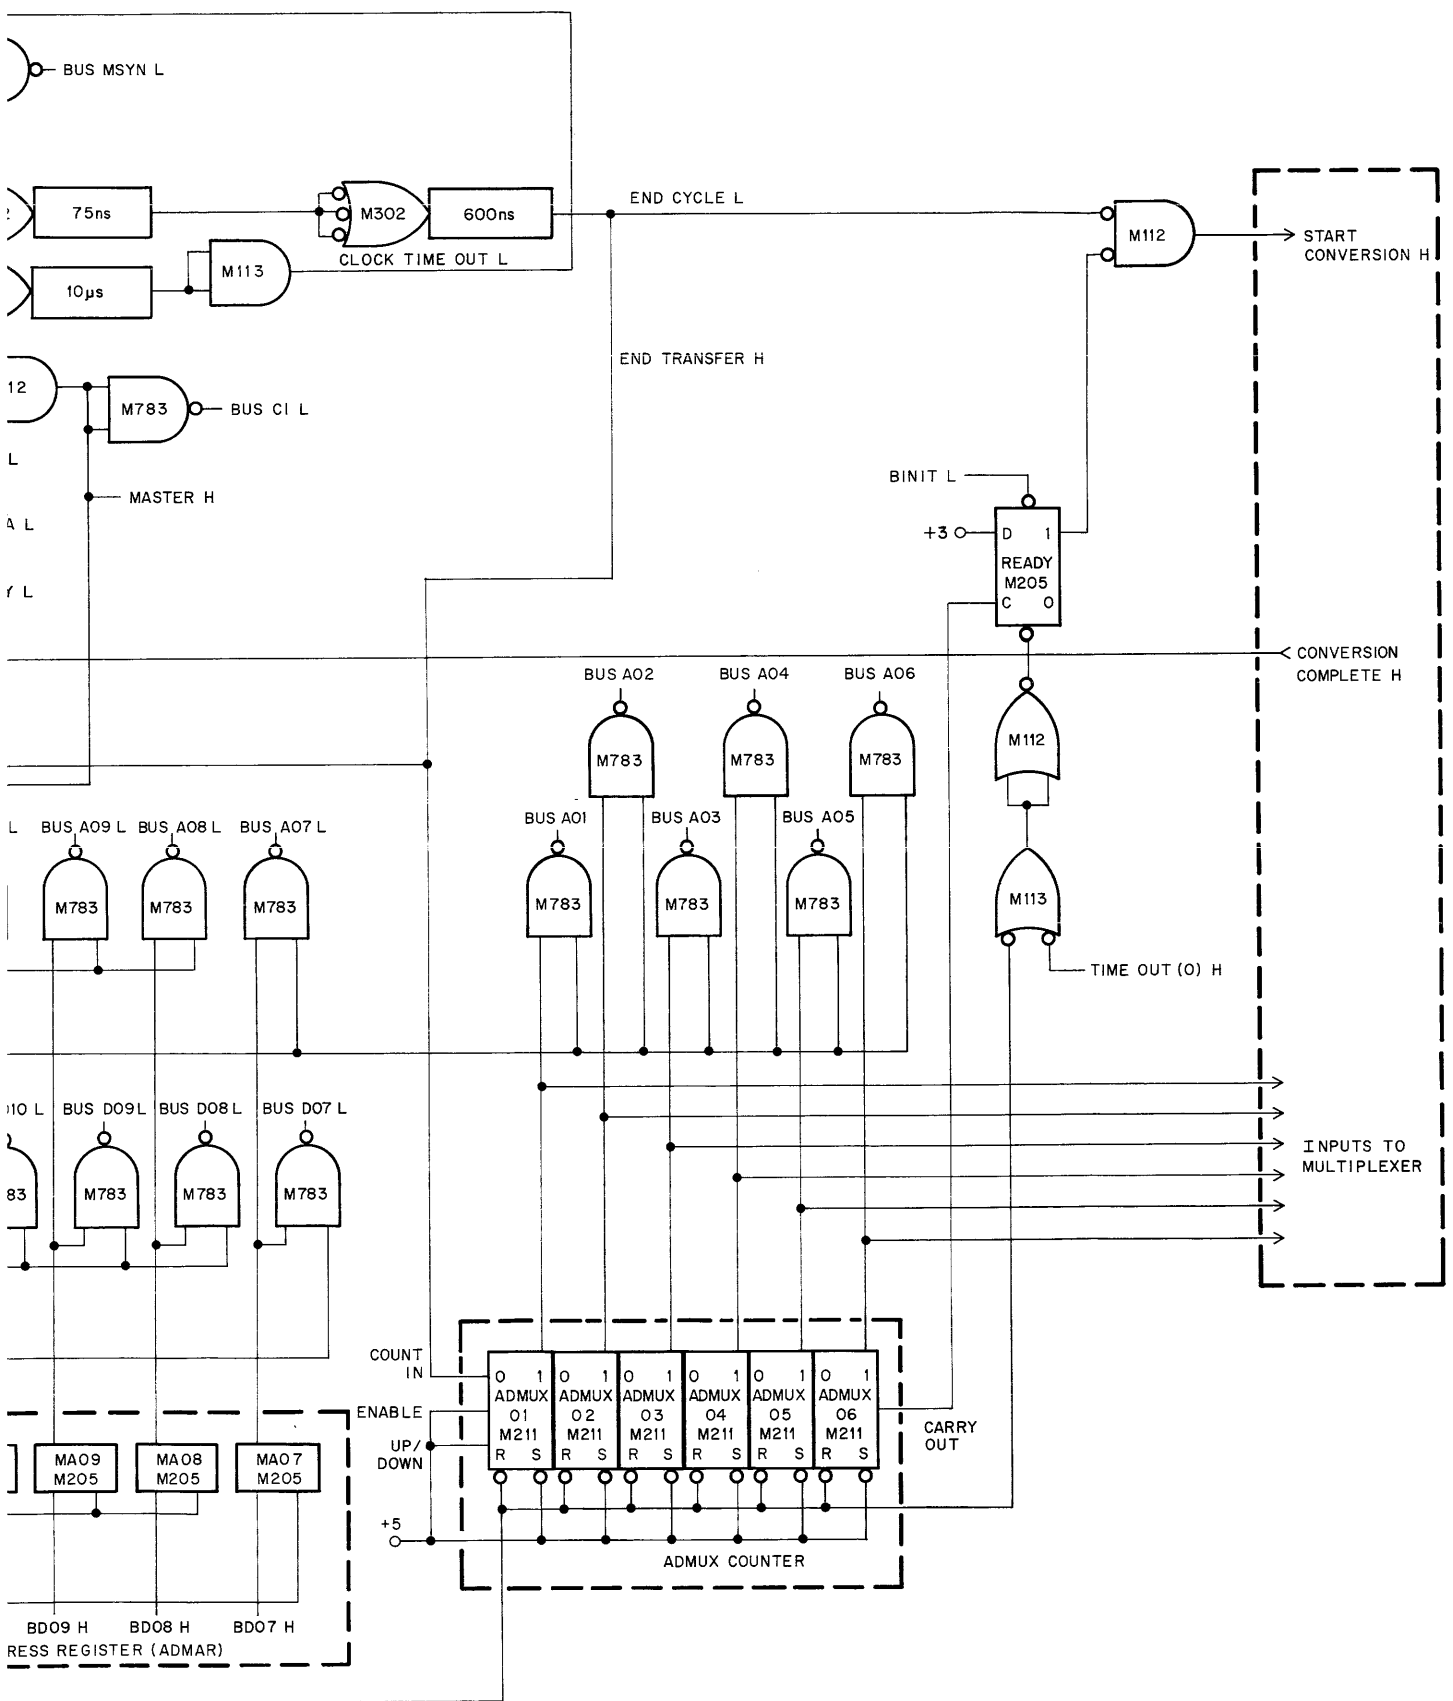 BUS MSYN L
75ns
M302
600ns
END CYCLE L
M112
START
CONVERSION H
CLOCK TIME OUT L
M113
10µs
END TRANSFER H
12
M783
BUS C1 L
L
MASTER H
A L
Y L
BINIT L
+3
D 1
READY
M205
C 0
CONVERSION
COMPLETE H
BUS A02
BUS A04
BUS A06
M783
M783
M783
M112
L
BUS A09 L
BUS A08 L
BUS A07 L
BUS A01
BUS A03
BUS A05
M783
M783
M783
M783
M783
M783
M113
TIME OUT (0) H
010 L
BUS D09 L
BUS D08 L
BUS D07 L
83
M783
M783
M783
INPUTS TO
MULTIPLEXER
COUNT
IN
ENABLE
UP/
DOWN
0 1
ADMUX
01
M211
R S
0 1
ADMUX
02
M211
R S
0 1
ADMUX
03
M211
R S
0 1
ADMUX
04
M211
R S
0 1
ADMUX
05
M211
R S
0 1
ADMUX
06
M211
R S
CARRY
OUT
MA09
M205
MA08
M205
MA07
M205
+5
ADMUX COUNTER
BD09 H
BD08 H
BD07 H
RESS REGISTER (ADMAR)